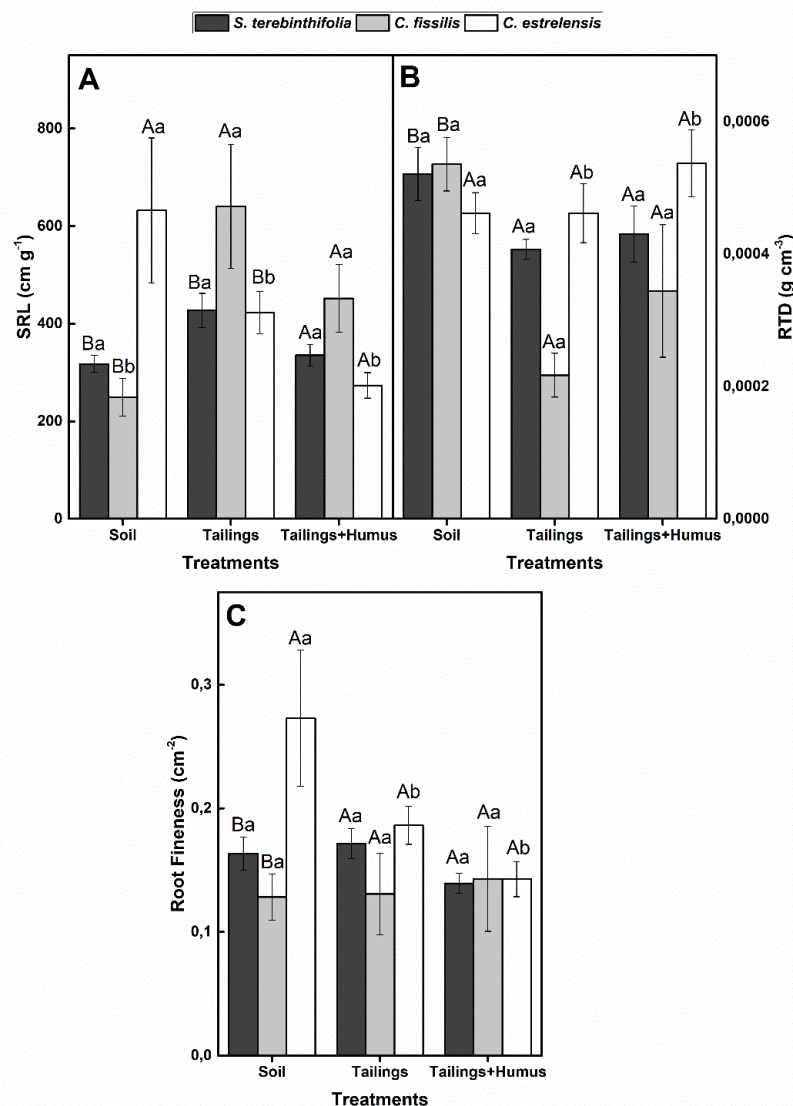 S. terebinthifolia C. fissilis C. estrelensis
A
SRL (cm g-1)
800
600
400
200
0
Ba Bb Aa
Ba Aa Bb
Aa Aa Ab
Soil Tailings Tailings+Humus
Treatments
B
RTD (g cm-3)
0,0006
0,0004
0,0002
0,0000
Ba Ba Aa
Aa Aa Ab
Aa Aa Ab
Soil Tailings Tailings+Humus
Treatments
C
Root Fineness (cm-2)
0,3
0,2
0,1
0,0
Ba Ba Aa
Aa Aa Ab
Aa Aa Ab
Soil Tailings Tailings+Humus
Treatments